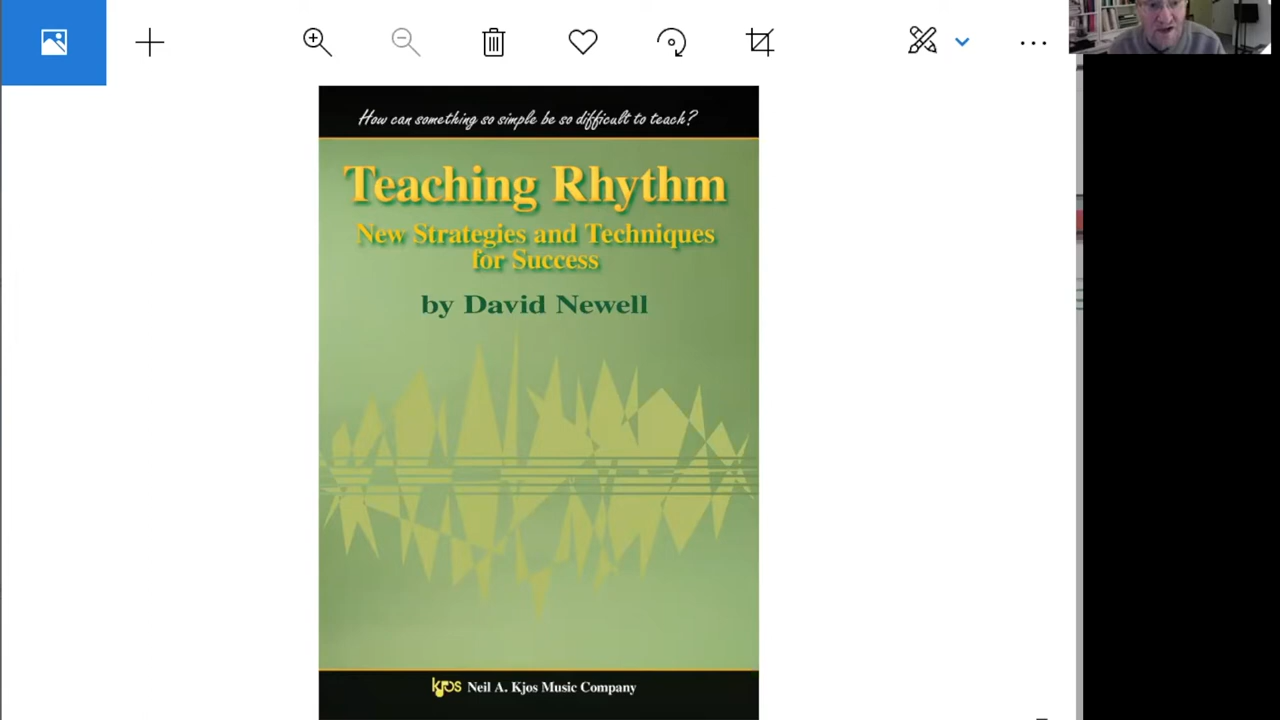 How can something so simple be so difficult to teach?
Teaching Rhythm
New Strategies and Techniques
for Success
by David Newell
kjos Neil A. Kjos Music Company